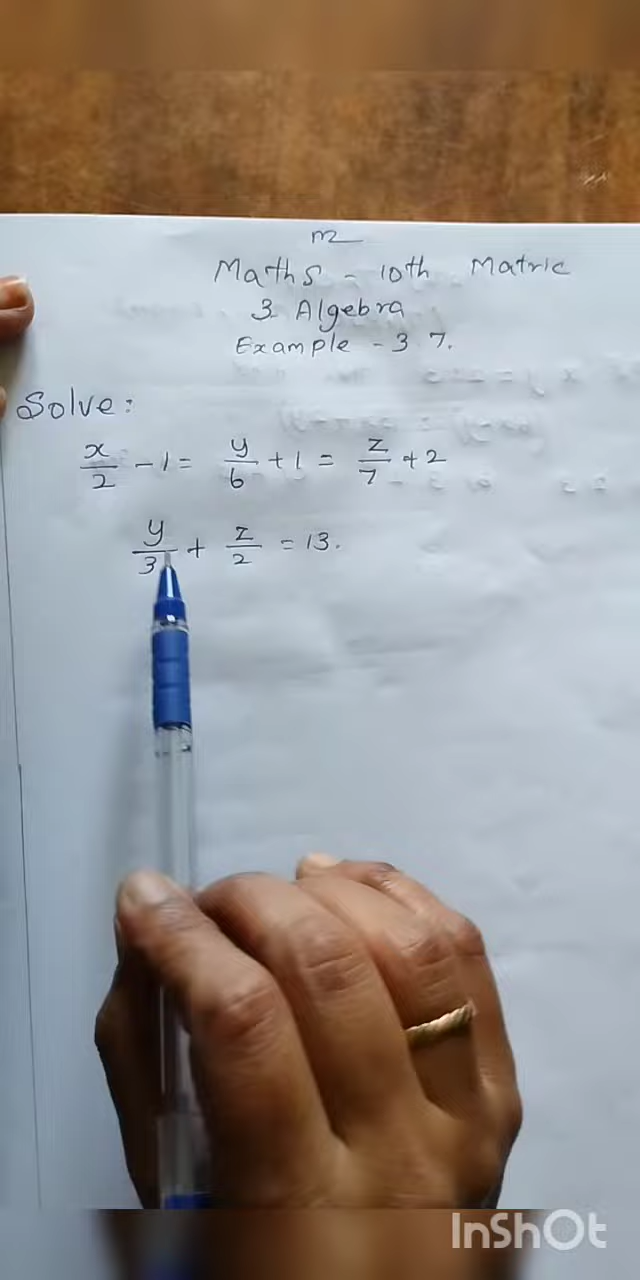 m
Maths - 10th Matric
3 Algebra
Example - 3 7.
Solve:
x/2 - 1 = y/6 + 1 = z/7 + 2
y/3 + z/2 = 13.
InShOt